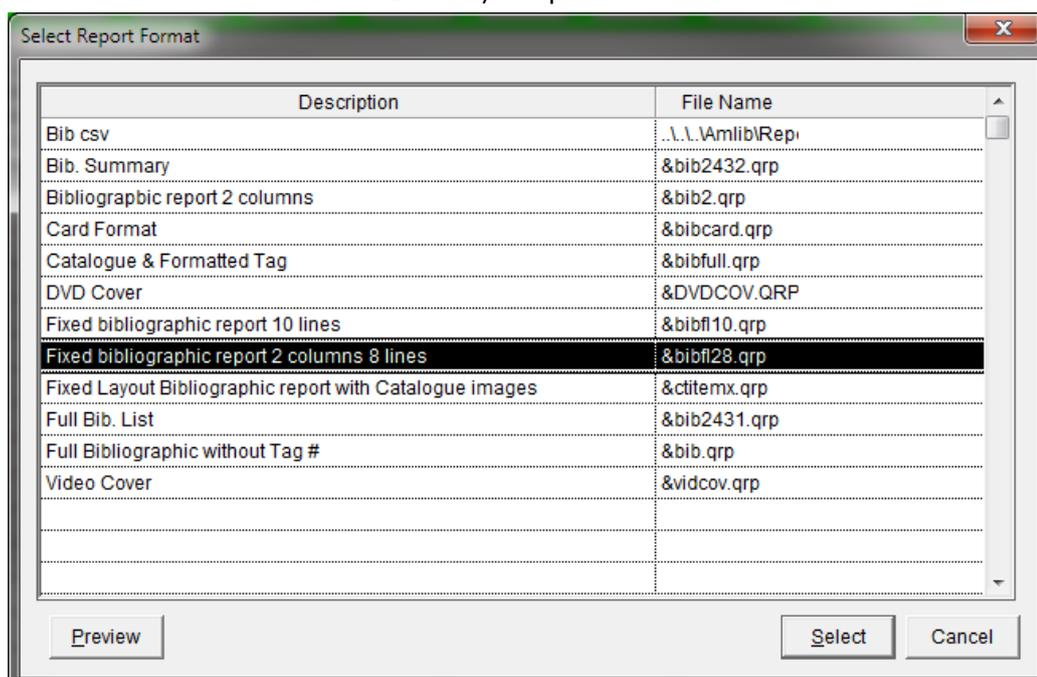 Select Report Format
Description File Name
Bib csv ..\..\..\Amlib\Rep
Bib. Summary &bib2432.qrp
Bibliograpbic report 2 columns &bib2.qrp
Card Format &bibcard.qrp
Catalogue & Formatted Tag &bibfull.qrp
DVD Cover &DVDCOV.QRP
Fixed bibliographic report 10 lines &bibfl10.qrp
Fixed bibliographic report 2 columns 8 lines &bibfl28.qrp
Fixed Layout Bibliographic report with Catalogue images &ctitemx.qrp
Full Bib. List &bib2431.qrp
Full Bibliographic without Tag # &bib.qrp
Video Cover &vidcov.qrp
Preview Select Cancel